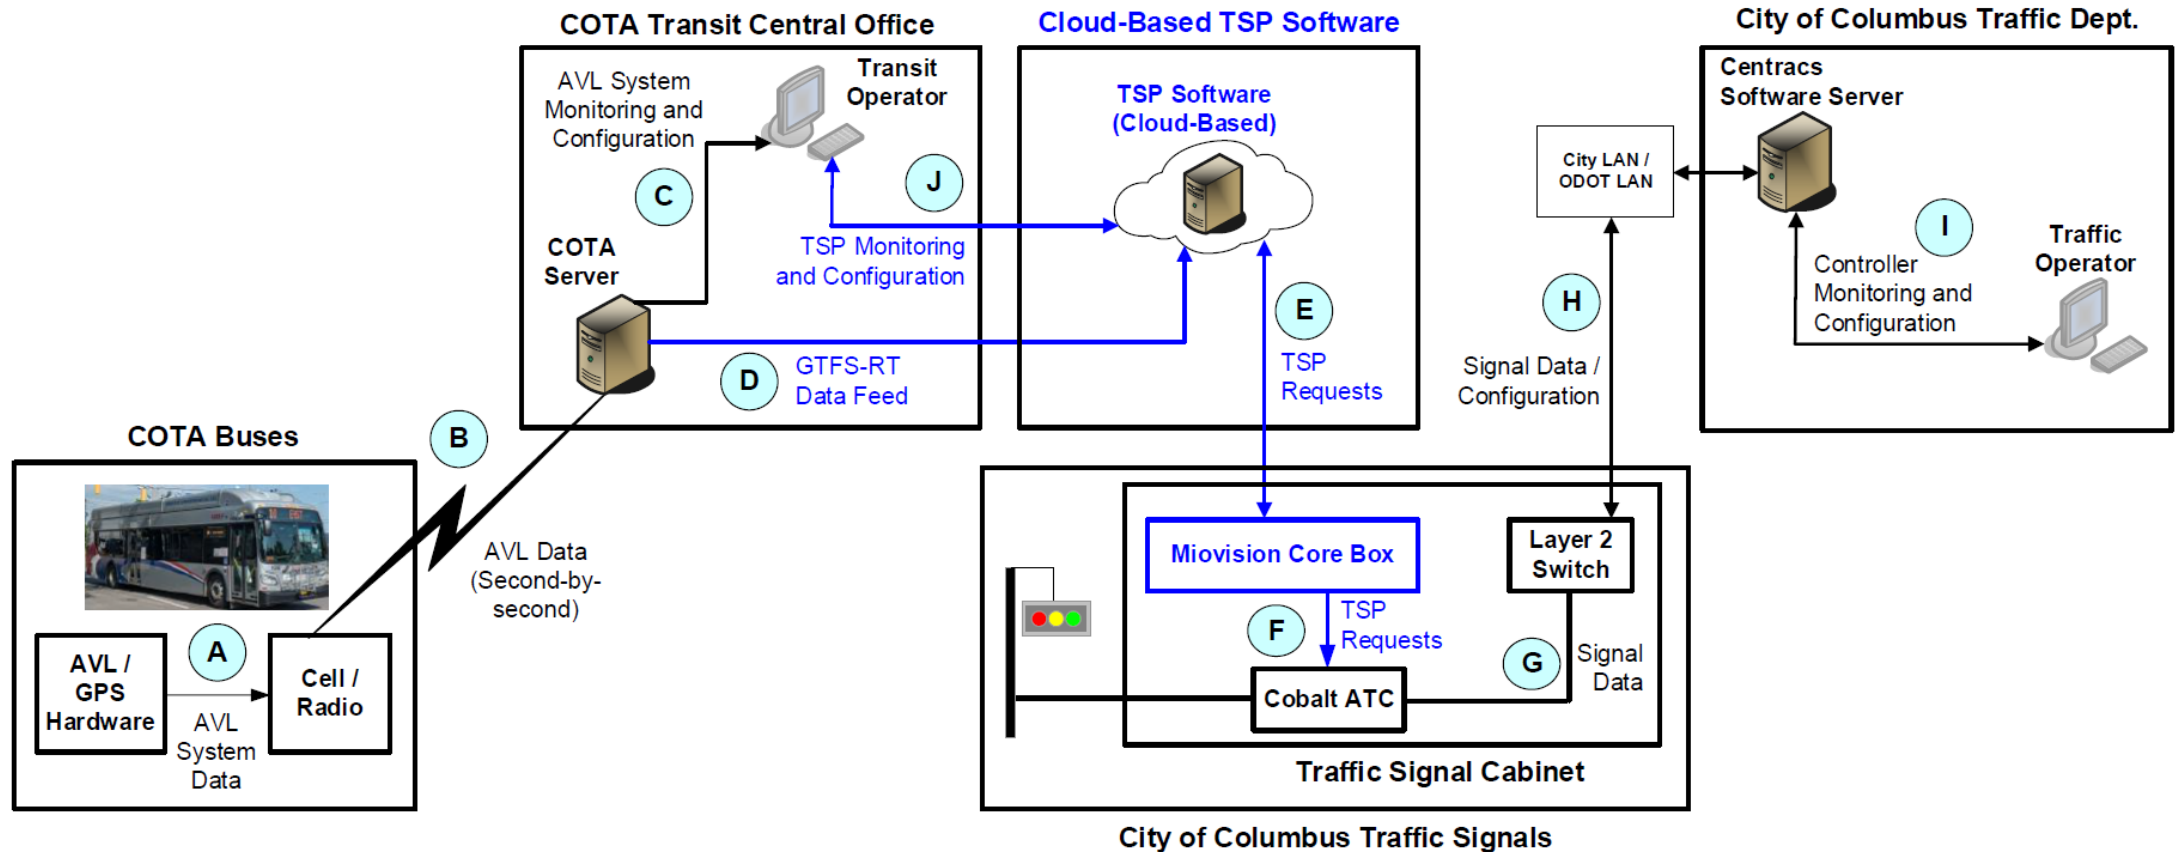 COTA Transit Central Office
AVL System
Monitoring and
Configuration
Transit
Operator
C
J
COTA
Server
TSP Monitoring
and Configuration
D
GTFS-RT
Data Feed
Cloud-Based TSP Software
TSP Software
(Cloud-Based)
E
TSP
Requests
City of Columbus Traffic Dept.
Centracs
Software Server
City LAN /
ODOT LAN
I
Traffic
Operator
Controller
Monitoring and
Configuration
H
Signal Data /
Configuration
COTA Buses
B
AVL Data
(Second-by-
second)
A
AVL /
GPS
Hardware
Cell /
Radio
AVL
System
Data
Miovision Core Box
Layer 2
Switch
F
TSP
Requests
G
Signal
Data
Cobalt ATC
Traffic Signal Cabinet
City of Columbus Traffic Signals